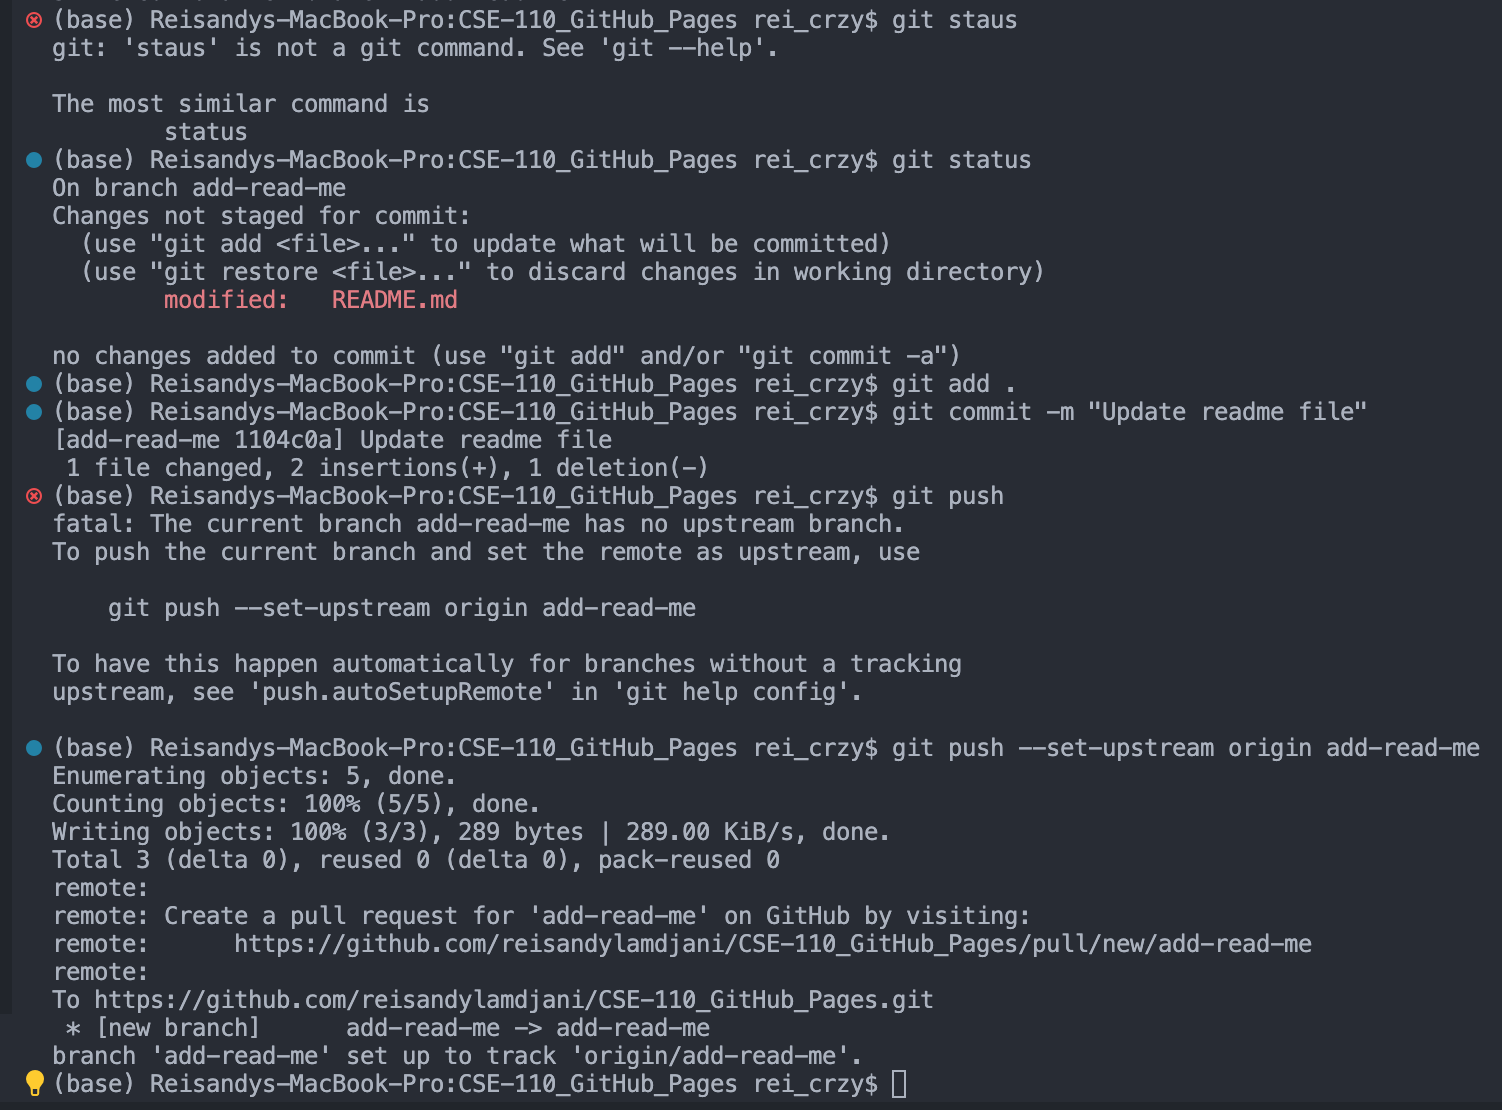 (base) Reisandys-MacBook-Pro:CSE-110_GitHub_Pages rei_crzy$ git staus
git: 'staus' is not a git command. See 'git --help'.

The most similar command is
        status
(base) Reisandys-MacBook-Pro:CSE-110_GitHub_Pages rei_crzy$ git status
On branch add-read-me
Changes not staged for commit:
  (use "git add <file>..." to update what will be committed)
  (use "git restore <file>..." to discard changes in working directory)
        modified:   README.md

no changes added to commit (use "git add" and/or "git commit -a")
(base) Reisandys-MacBook-Pro:CSE-110_GitHub_Pages rei_crzy$ git add .
(base) Reisandys-MacBook-Pro:CSE-110_GitHub_Pages rei_crzy$ git commit -m "Update readme file"
[add-read-me 1104c0a] Update readme file
 1 file changed, 2 insertions(+), 1 deletion(-)
(base) Reisandys-MacBook-Pro:CSE-110_GitHub_Pages rei_crzy$ git push
fatal: The current branch add-read-me has no upstream branch.
To push the current branch and set the remote as upstream, use

    git push --set-upstream origin add-read-me

To have this happen automatically for branches without a tracking
upstream, see 'push.autoSetupRemote' in 'git help config'.

(base) Reisandys-MacBook-Pro:CSE-110_GitHub_Pages rei_crzy$ git push --set-upstream origin add-read-me
Enumerating objects: 5, done.
Counting objects: 100% (5/5), done.
Writing objects: 100% (3/3), 289 bytes | 289.00 KiB/s, done.
Total 3 (delta 0), reused 0 (delta 0), pack-reused 0
remote:
remote: Create a pull request for 'add-read-me' on GitHub by visiting:
remote:      https://github.com/reisandylamdjani/CSE-110_GitHub_Pages/pull/new/add-read-me
remote:
To https://github.com/reisandylamdjani/CSE-110_GitHub_Pages.git
 * [new branch]      add-read-me -> add-read-me
branch 'add-read-me' set up to track 'origin/add-read-me'.
(base) Reisandys-MacBook-Pro:CSE-110_GitHub_Pages rei_crzy$